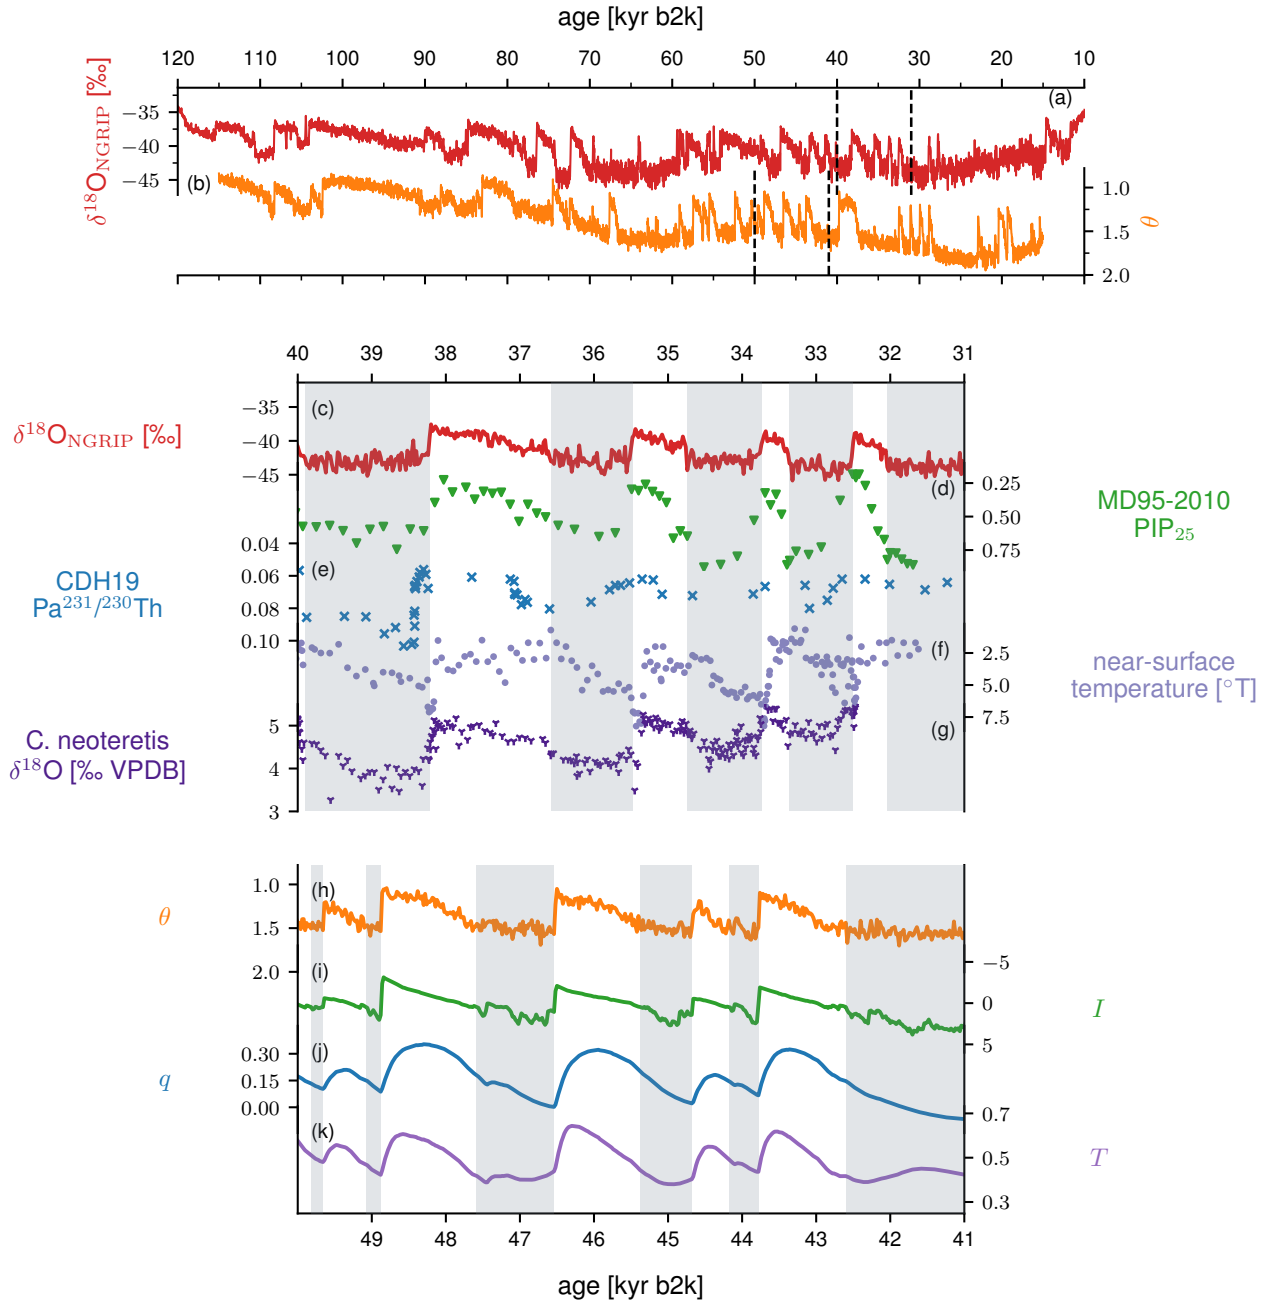 age [kyr b2k]
120 110 100 90 80 70 60 50 40 30 20 10
δ¹⁸O_NGRIP [‰]
−35
−40
−45
(a)
(b)
1.0
1.5
2.0
θ
40 39 38 37 36 35 34 33 32 31
δ¹⁸O_NGRIP [‰]
−35
−40
−45
(c)
(d)
0.25
0.50
0.75
MD95-2010
PIP₂₅
CDH19
Pa²³¹/²³⁰Th
0.04
0.06
0.08
0.10
(e)
(f)
2.5
5.0
7.5
near-surface
temperature [°T]
C. neoteretis
δ¹⁸O [‰ VPDB]
5
4
3
(g)
θ
1.0
1.5
2.0
(h)
(i)
−5
0
5
I
q
0.30
0.15
0.00
(j)
(k)
0.7
0.5
0.3
T
49 48 47 46 45 44 43 42 41
age [kyr b2k]